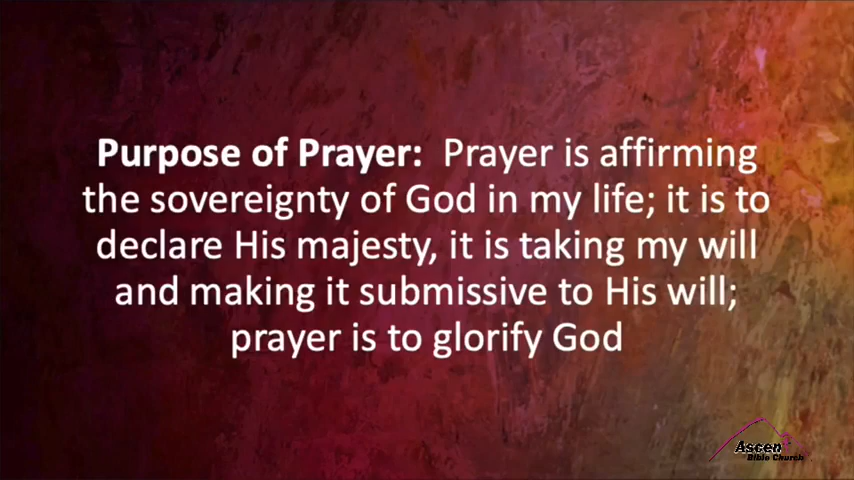 Purpose of Prayer: Prayer is affirming
the sovereignty of God in my life; it is to
declare His majesty, it is taking my will
and making it submissive to His will;
prayer is to glorify God
Ascent
Bible Church